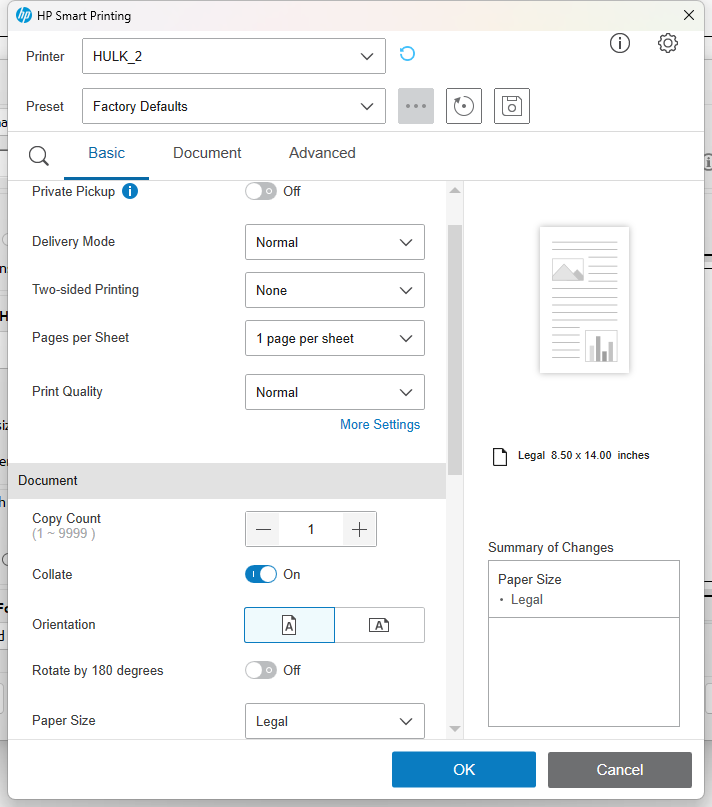 hp HP Smart Printing
Printer HULK_2
Preset Factory Defaults
Basic Document Advanced
Private Pickup Off
Delivery Mode Normal
Two-sided Printing None
Pages per Sheet 1 page per sheet
Print Quality Normal
More Settings
Legal 8.50 x 14.00 inches
Document
Copy Count 1
(1 ~ 9999 )
Collate On
Orientation A A
Rotate by 180 degrees Off
Paper Size Legal
Summary of Changes
Paper Size
• Legal
OK Cancel